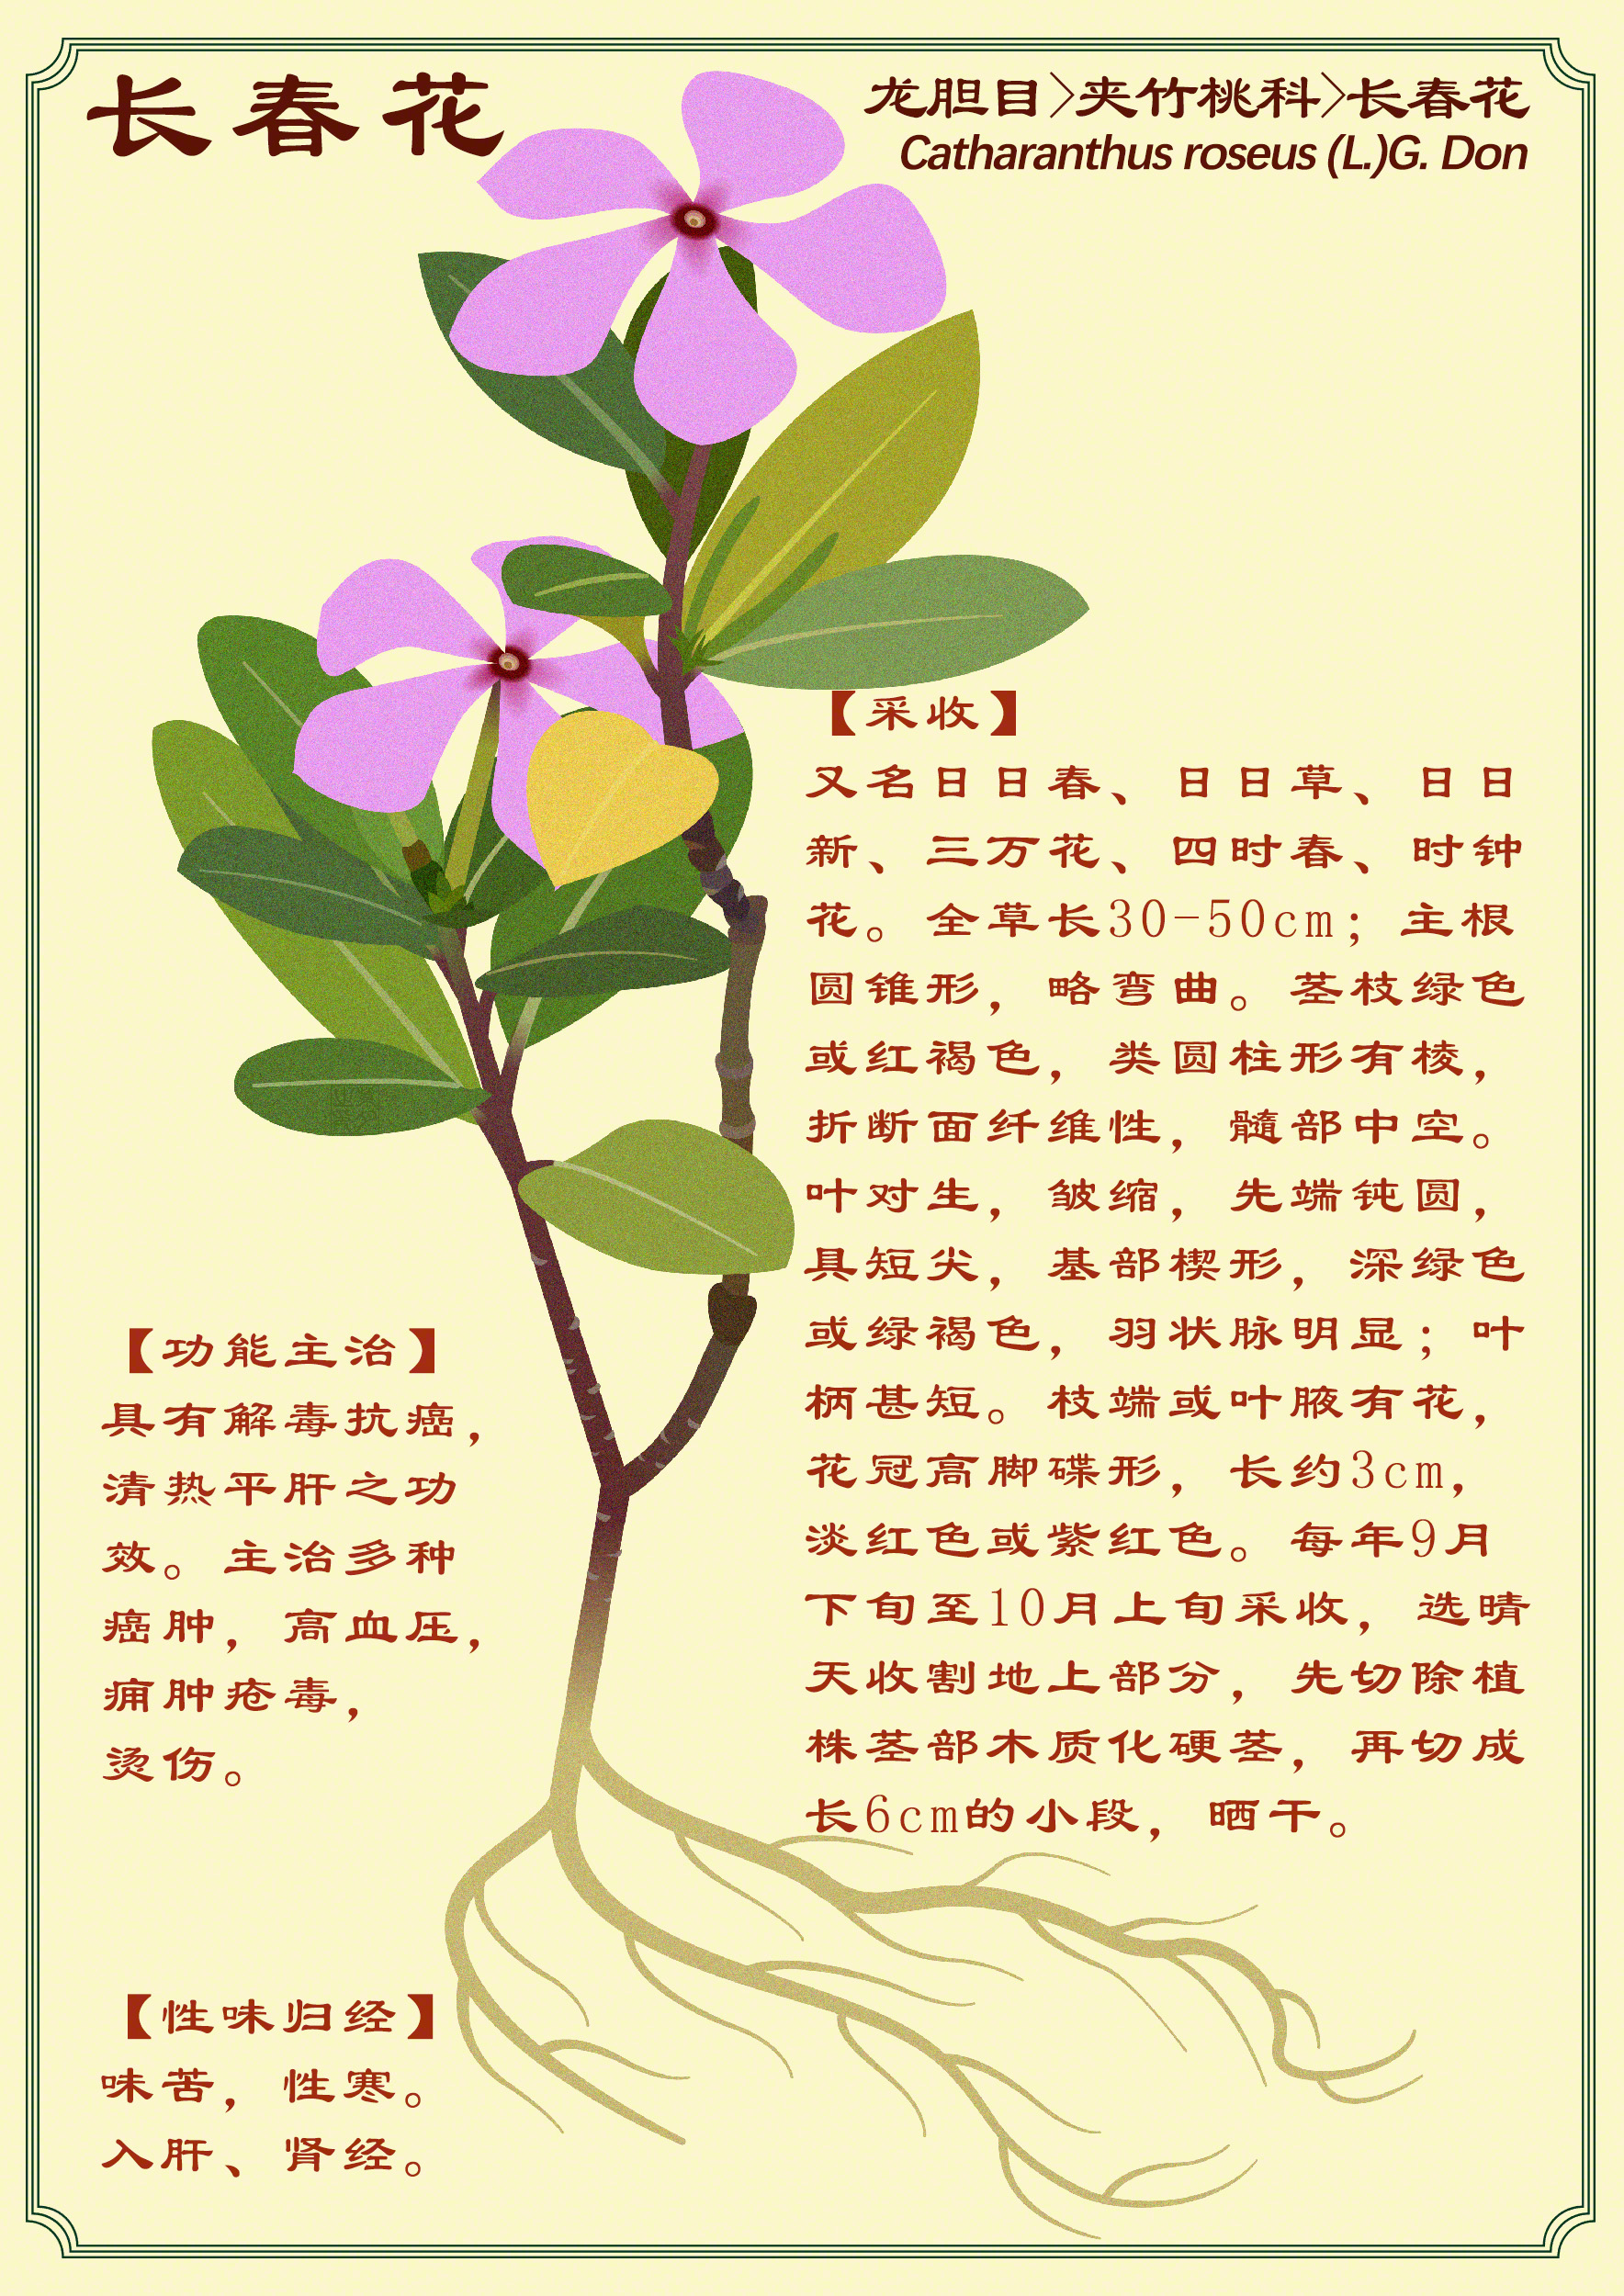 长春花
龙胆目>夹竹桃科>长春花
Catharanthus roseus (L.)G. Don
【采收】
又名日日春、日日草、日日
新、三万花、四时春、时钟
花。全草长30-50cm；主根
圆锥形，略弯曲。茎枝绿色
或红褐色，类圆柱形有棱，
折断面纤维性，髓部中空。
叶对生，皱缩，先端钝圆，
具短尖，基部楔形，深绿色
或绿褐色，羽状脉明显；叶
柄甚短。枝端或叶腋有花，
花冠高脚碟形，长约3cm，
淡红色或紫红色。每年9月
下旬至10月上旬采收，选晴
天收割地上部分，先切除植
株茎部木质化硬茎，再切成
长6cm的小段，晒干。
【功能主治】
具有解毒抗癌，
清热平肝之功
效。主治多种
癌肿，高血压，
痈肿疮毒，
烫伤。
【性味归经】
味苦，性寒。
入肝、肾经。